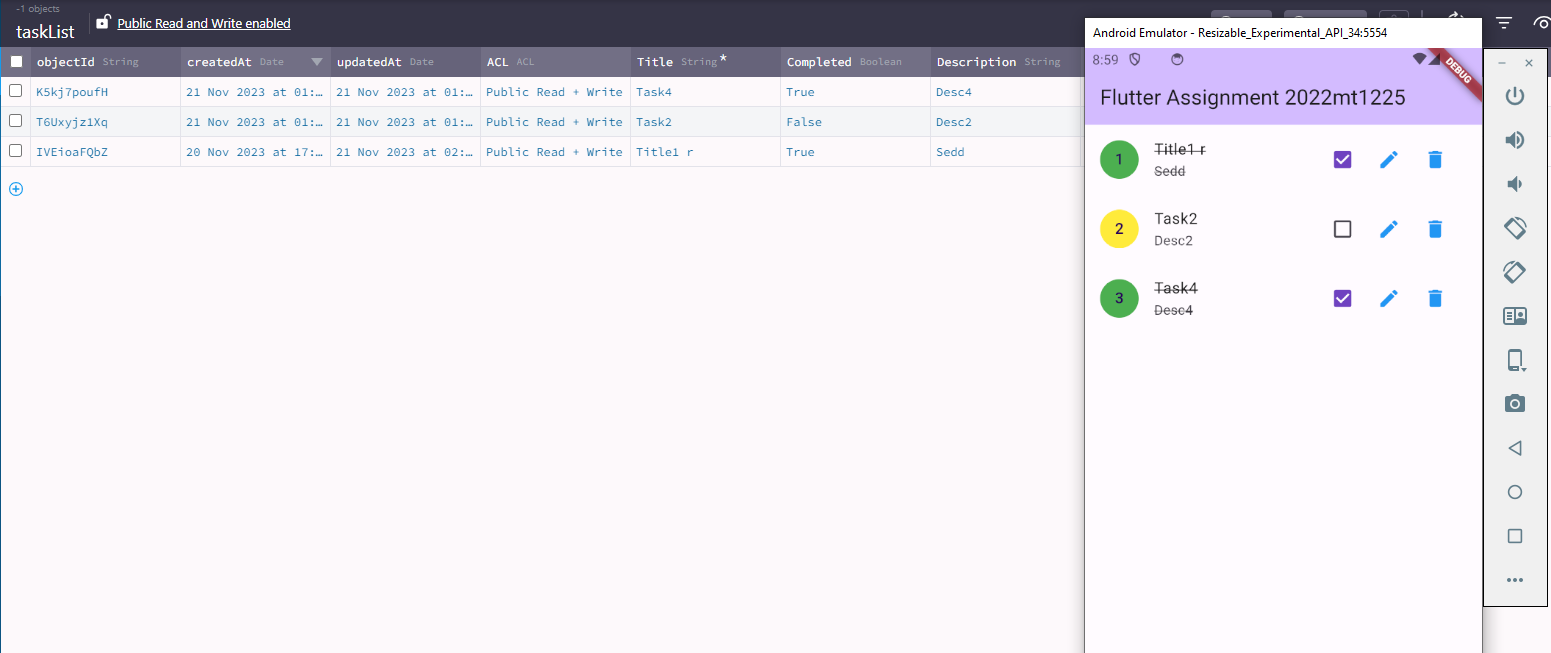 -1 objects
taskList
Public Read and Write enabled
objectId String
createdAt Date
updatedAt Date
ACL ACL
Title String*
Completed Boolean
Description String
K5kj7poufH 21 Nov 2023 at 01:… 21 Nov 2023 at 01:… Public Read + Write Task4 True Desc4
T6Uxyjz1Xq 21 Nov 2023 at 01:… 21 Nov 2023 at 01:… Public Read + Write Task2 False Desc2
IVEioaFQbZ 20 Nov 2023 at 17:… 21 Nov 2023 at 02:… Public Read + Write Title1 r True Sedd
Android Emulator - Resizable_Experimental_API_34:5554
8:59
DEBUG
Flutter Assignment 2022mt1225
1
Title1 r
Sedd
2
Task2
Desc2
3
Task4
Desc4